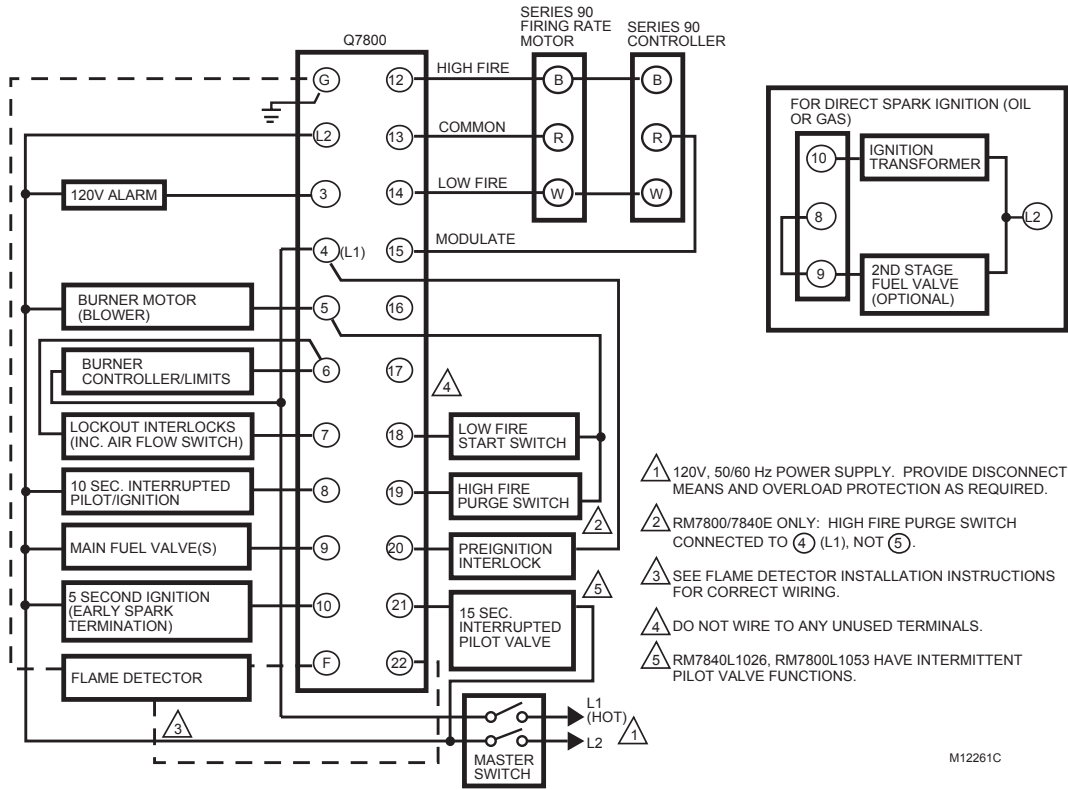 Q7800
SERIES 90
FIRING RATE
MOTOR
SERIES 90
CONTROLLER
G
12
HIGH FIRE
B
B
L2
13
COMMON
R
R
120V ALARM
3
14
LOW FIRE
W
W
4
(L1)
15
MODULATE
BURNER MOTOR
(BLOWER)
5
16
BURNER
CONTROLLER/LIMITS
6
17
4
LOCKOUT INTERLOCKS
(INC. AIR FLOW SWITCH)
7
18
LOW FIRE
START SWITCH
10 SEC. INTERRUPTED
PILOT/IGNITION
8
19
HIGH FIRE
PURGE SWITCH
2
MAIN FUEL VALVE(S)
9
20
PREIGNITION
INTERLOCK
5
5 SECOND IGNITION
(EARLY SPARK
TERMINATION)
10
21
15 SEC.
INTERRUPTED
PILOT VALVE
FLAME DETECTOR
F
22
3
L1
(HOT)
1
L2
MASTER
SWITCH
FOR DIRECT SPARK IGNITION (OIL
OR GAS)
10
IGNITION
TRANSFORMER
8
L2
9
2ND STAGE
FUEL VALVE
(OPTIONAL)
1 120V, 50/60 Hz POWER SUPPLY. PROVIDE DISCONNECT
MEANS AND OVERLOAD PROTECTION AS REQUIRED.
2 RM7800/7840E ONLY: HIGH FIRE PURGE SWITCH
CONNECTED TO 4 (L1), NOT 5.
3 SEE FLAME DETECTOR INSTALLATION INSTRUCTIONS
FOR CORRECT WIRING.
4 DO NOT WIRE TO ANY UNUSED TERMINALS.
5 RM7840L1026, RM7800L1053 HAVE INTERMITTENT
PILOT VALVE FUNCTIONS.
M12261C